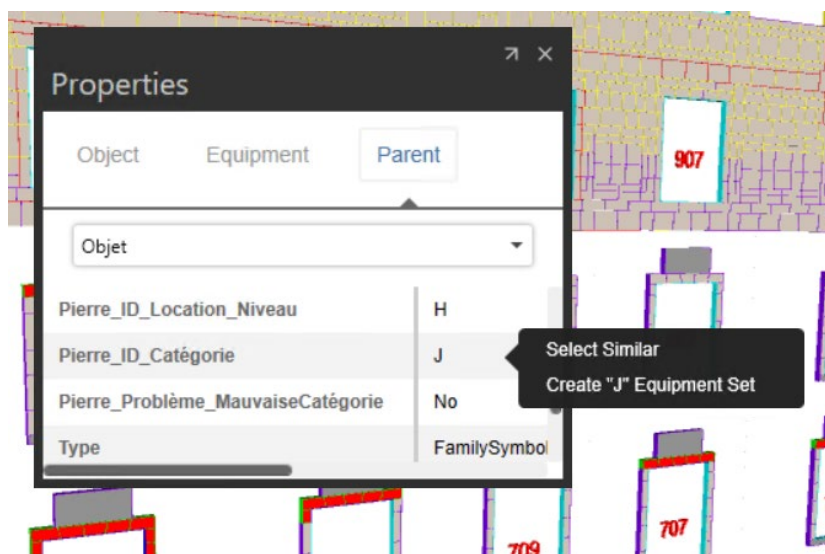 Properties
Object Equipment Parent
907
Objet
Pierre_ID_Location_Niveau H
Pierre_ID_Catégorie J
Select Similar
Create "J" Equipment Set
Pierre_Problème_MauvaiseCatégorie No
Type FamilySymbol
709
707